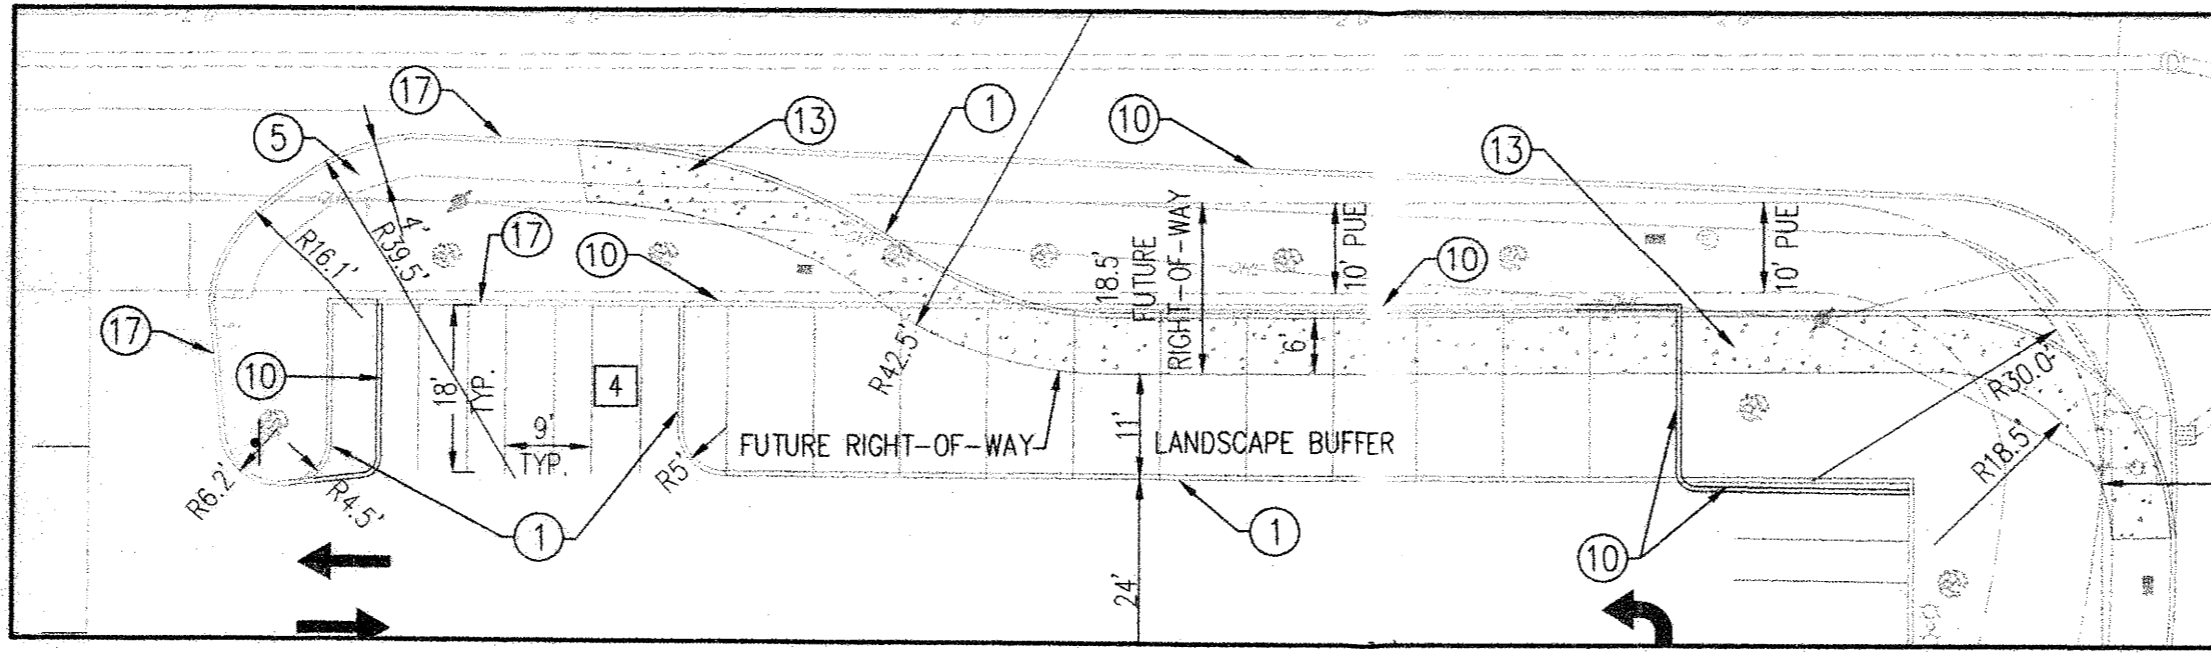 17
13
1
10
13
5
4'
R39.5'
R16.1'
17
10
18.5'
FUTURE
RIGHT-OF-WAY
10' PUE
10
10' PUE
17
10
18'
TYP.
4
9'
TYP.
R42.5'
6'
R30.0'
R18.5'
FUTURE RIGHT-OF-WAY
11'
LANDSCAPE BUFFER
R6.2'
R4.5'
R5'
1
1
10
24'